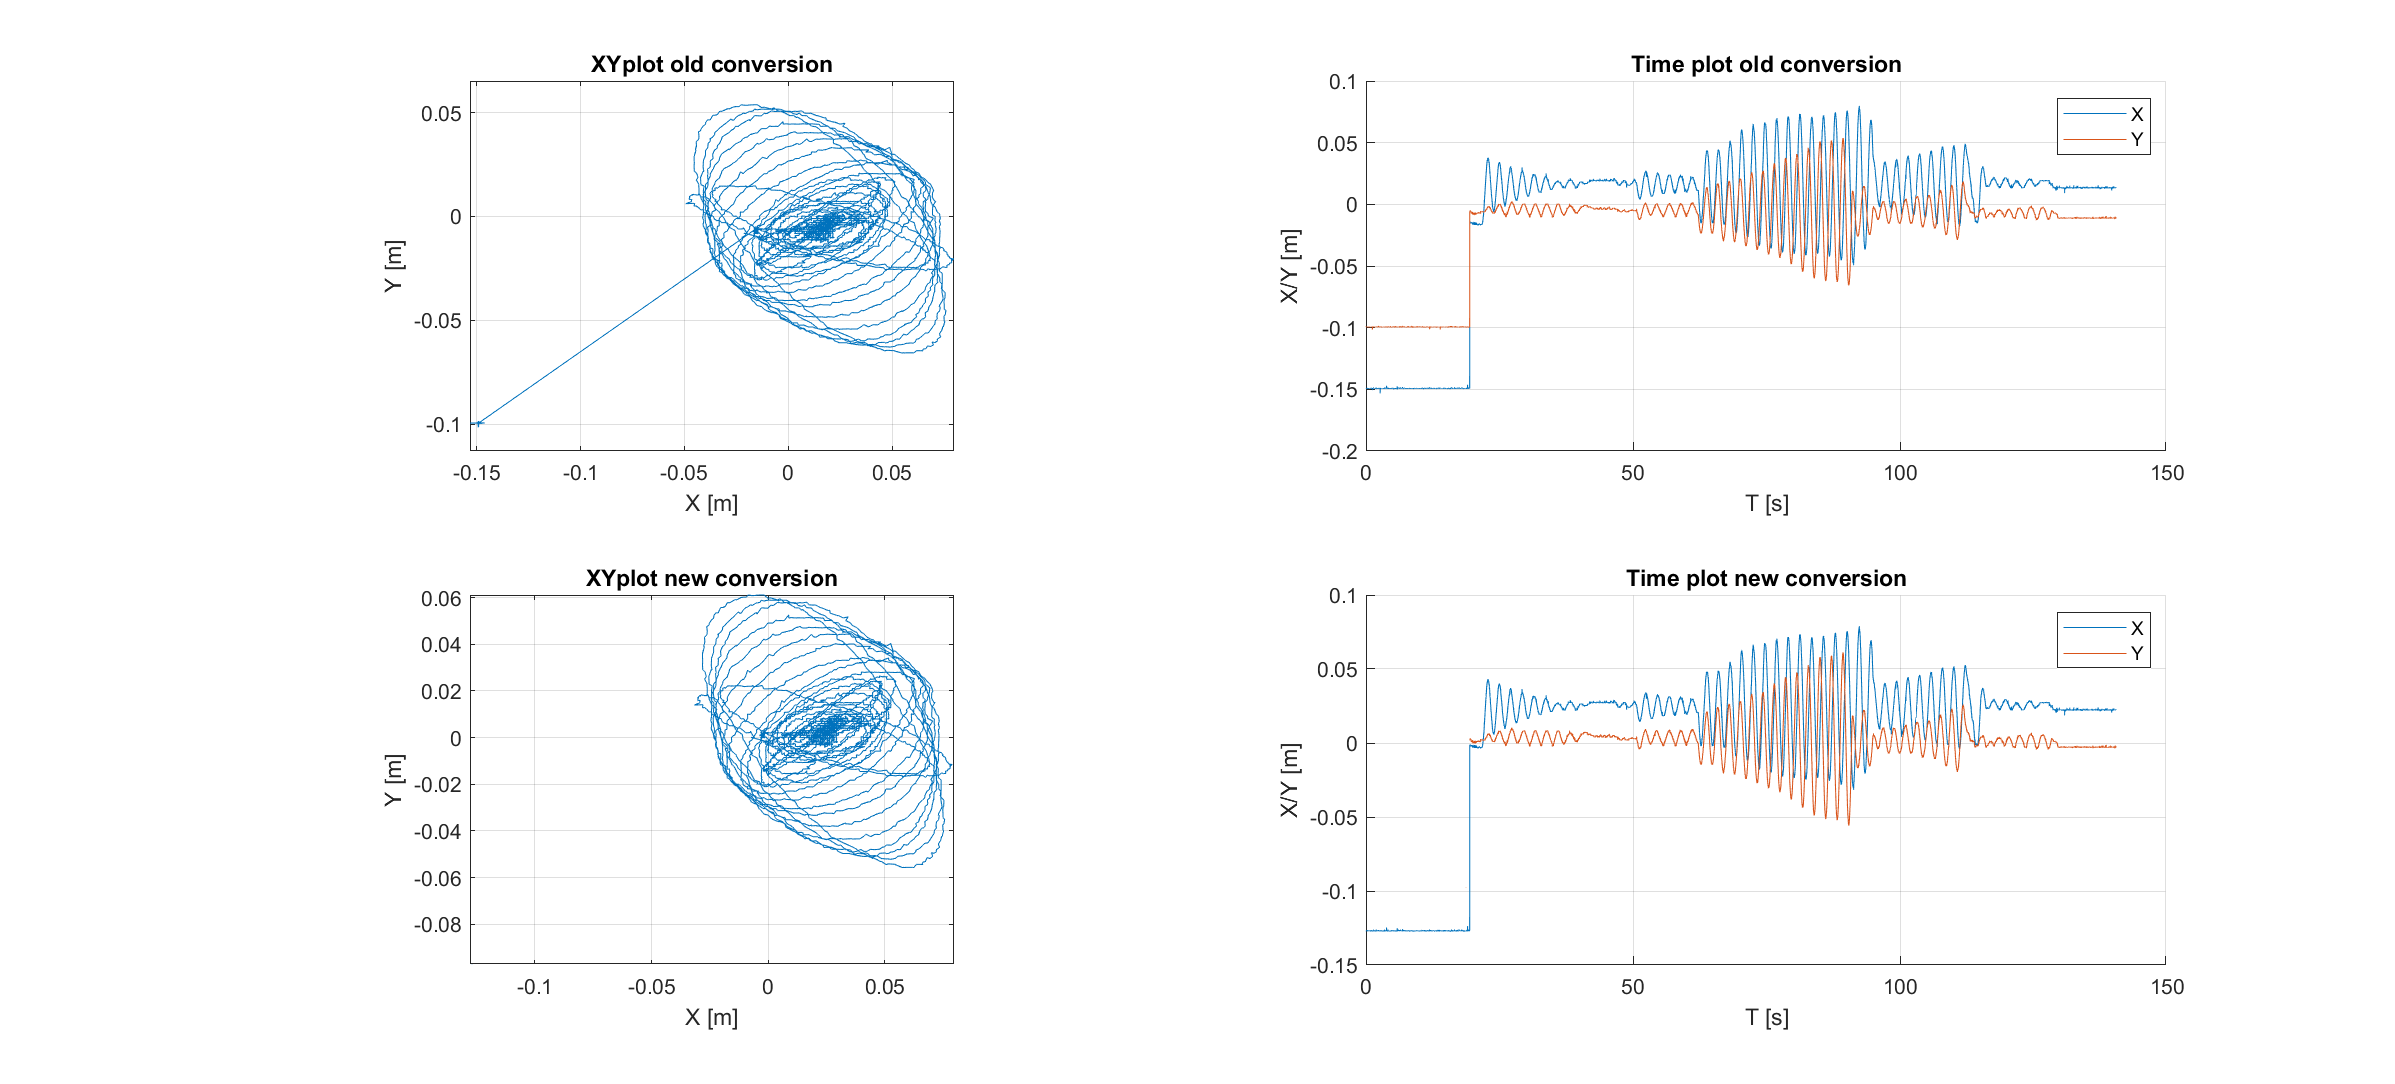 XYplot old conversion
0.05
0
-0.05
-0.1
Y [m]
-0.15 -0.1 -0.05 0 0.05
X [m]
Time plot old conversion
0.1
0.05
0
-0.05
-0.1
-0.15
-0.2
X/Y [m]
X
Y
0 50 100 150
T [s]
XYplot new conversion
0.06
0.04
0.02
0
-0.02
-0.04
-0.06
-0.08
Y [m]
-0.1 -0.05 0 0.05
X [m]
Time plot new conversion
0.1
0.05
0
-0.05
-0.1
-0.15
X/Y [m]
X
Y
0 50 100 150
T [s]